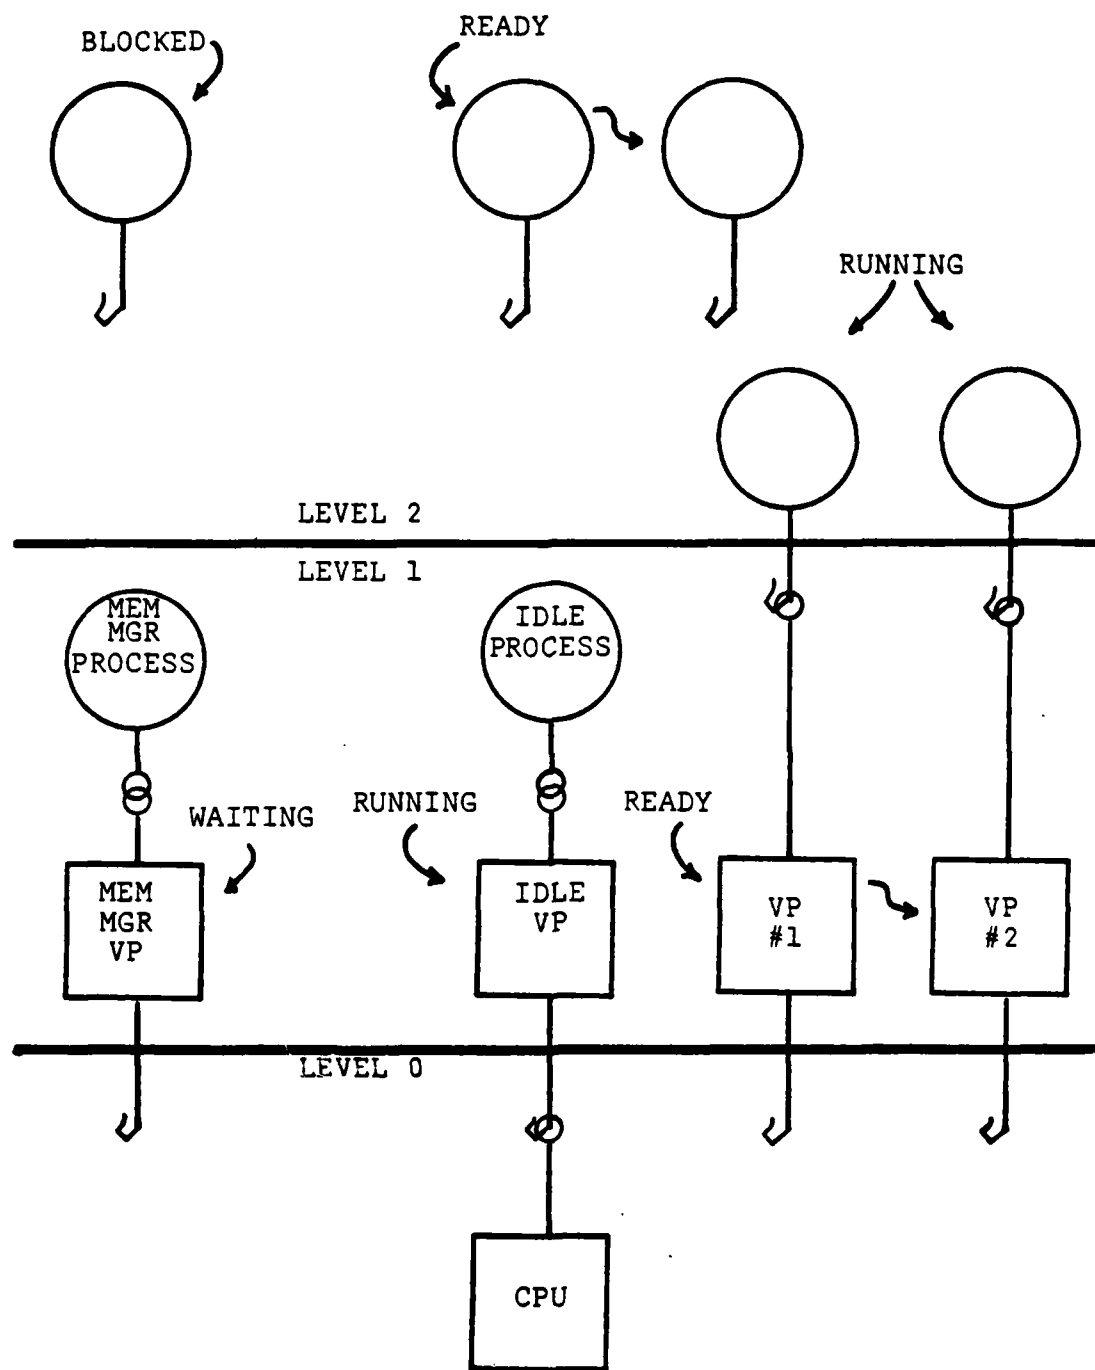 BLOCKED
READY
RUNNING
LEVEL 2
LEVEL 1
MEM
MGR
PROCESS
IDLE
PROCESS
WAITING
RUNNING
READY
MEM
MGR
VP
IDLE
VP
VP
#1
VP
#2
LEVEL 0
CPU